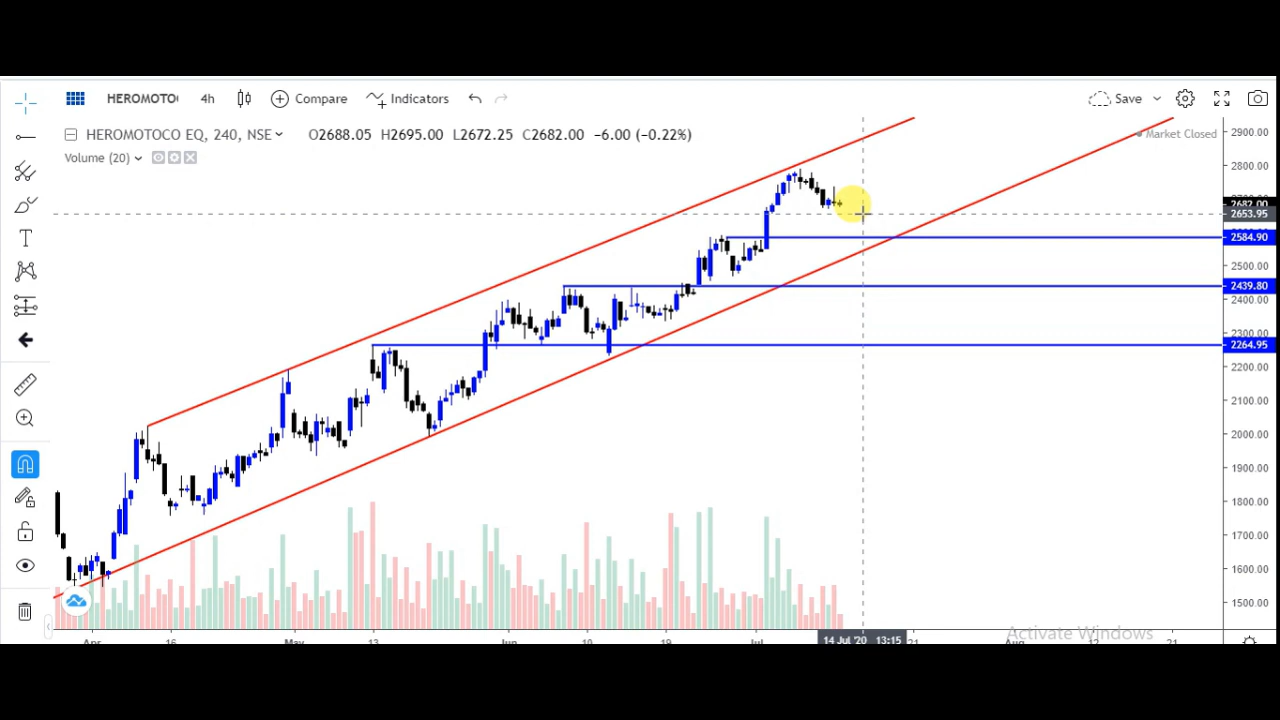 HEROMOTO
4h
Compare
Indicators
Save
HEROMOTOCO EQ, 240, NSE
O2688.05 H2695.00 L2672.25 C2682.00 −6.00 (−0.22%)
Market Closed
Volume (20)
2900.00
2800.00
2682.00
2653.95
2584.90
2500.00
2439.80
2400.00
2300.00
2264.95
2200.00
2100.00
2000.00
1900.00
1800.00
1700.00
1600.00
1500.00
Activate Windows
Apr
16
May
13
Jun
10
19
Jul
14 Jul '20 13:15
21
Aug
12
21